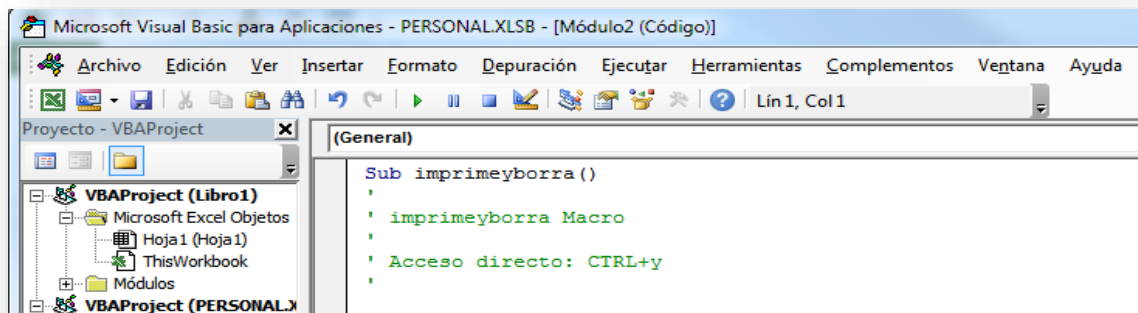 Microsoft Visual Basic para Aplicaciones - PERSONAL.XLSB - [Módulo2 (Código)]
Archivo Edición Ver Insertar Formato Depuración Ejecutar Herramientas Complementos Ventana Ayuda
Lín 1, Col 1
Proyecto - VBAProject
(General)
Sub imprimeyborra()
'
' imprimeyborra Macro
'
' Acceso directo: CTRL+y
'
VBAProject (Libro1)
Microsoft Excel Objetos
Hoja1 (Hoja1)
ThisWorkbook
Módulos
VBAProject (PERSONAL.X